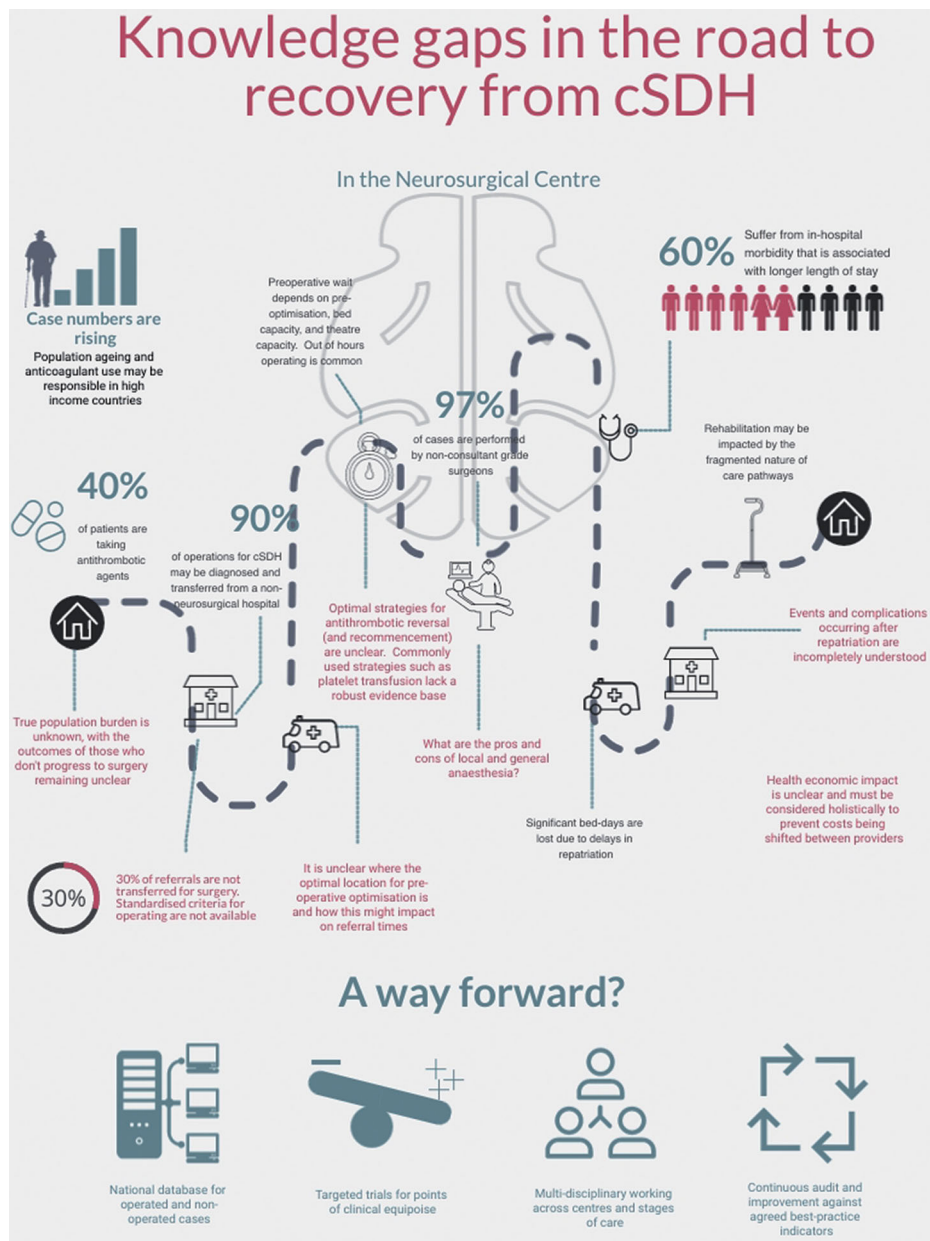 Knowledge gaps in the road to
recovery from cSDH
In the Neurosurgical Centre
Case numbers are
rising
Population ageing and
anticoagulant use may be
responsible in high
income countries
Preoperative wait
depends on pre-
optimisation, bed
capacity, and theatre
capacity. Out of hours
operating is common
60%
Suffer from in-hospital
morbidity that is associated
with longer length of stay
97%
of cases are performed
by non-consultant grade
surgeons
Rehabilitation may be
impacted by the
fragmented nature of
care pathways
40%
of patients are
taking
antithrombotic
agents
90%
of operations for cSDH
may be diagnosed and
transferred from a non-
neurosurgical hospital
Optimal strategies for
antithrombotic reversal
(and recommencement)
are unclear. Commonly
used strategies such as
platelet transfusion lack a
robust evidence base
Events and complications
occurring after
repatriation are
incompletely understood
True population burden is
unknown, with the
outcomes of those who
don't progress to surgery
remaining unclear
What are the pros and
cons of local and general
anaesthesia?
Health economic impact
is unclear and must be
considered holistically to
prevent costs being
shifted between providers
Significant bed-days are
lost due to delays in
repatriation
30%
30% of referrals are not
transferred for surgery.
Standardised criteria for
operating are not available
It is unclear where the
optimal location for pre-
operative optimisation is
and how this might impact
on referral times
A way forward?
National database for
operated and non-
operated cases
Targeted trials for points
of clinical equipoise
Multi-disciplinary working
across centres and stages
of care
Continuous audit and
improvement against
agreed best-practice
indicators